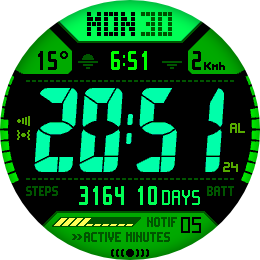 MON 30
15° 6:51 2 Kmh
20:51
AL
24
STEPS 3164 10 DAYS BATT
NOTIF 05
>>ACTIVE MINUTES